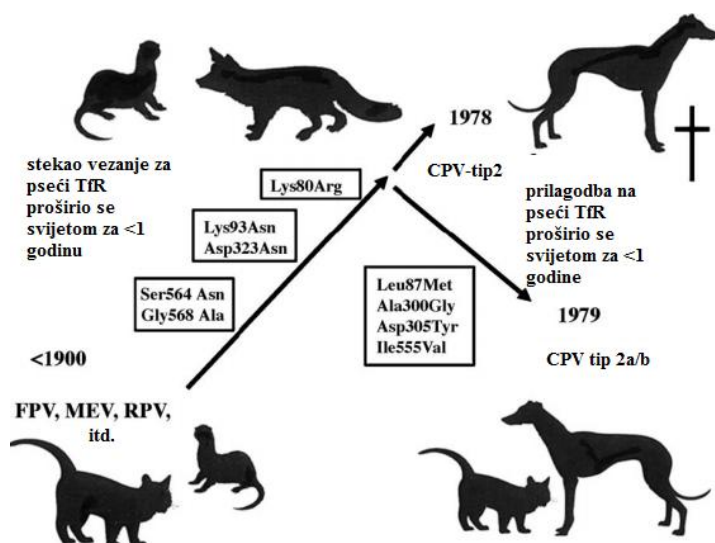 1978
CPV-tip2
stekao vezanje za
pseći TfR
proširio se
svijetom za <1
godinu
Lys80Arg
Lys93Asn
Asp323Asn
Ser564 Asn
Gly568 Ala
prilagodba na
pseći TfR
proširio se
svijetom za <1
godine
Leu87Met
Ala300Gly
Asp305Tyr
Ile555Val
1979
CPV tip 2a/b
<1900
FPV, MEV, RPV,
itd.